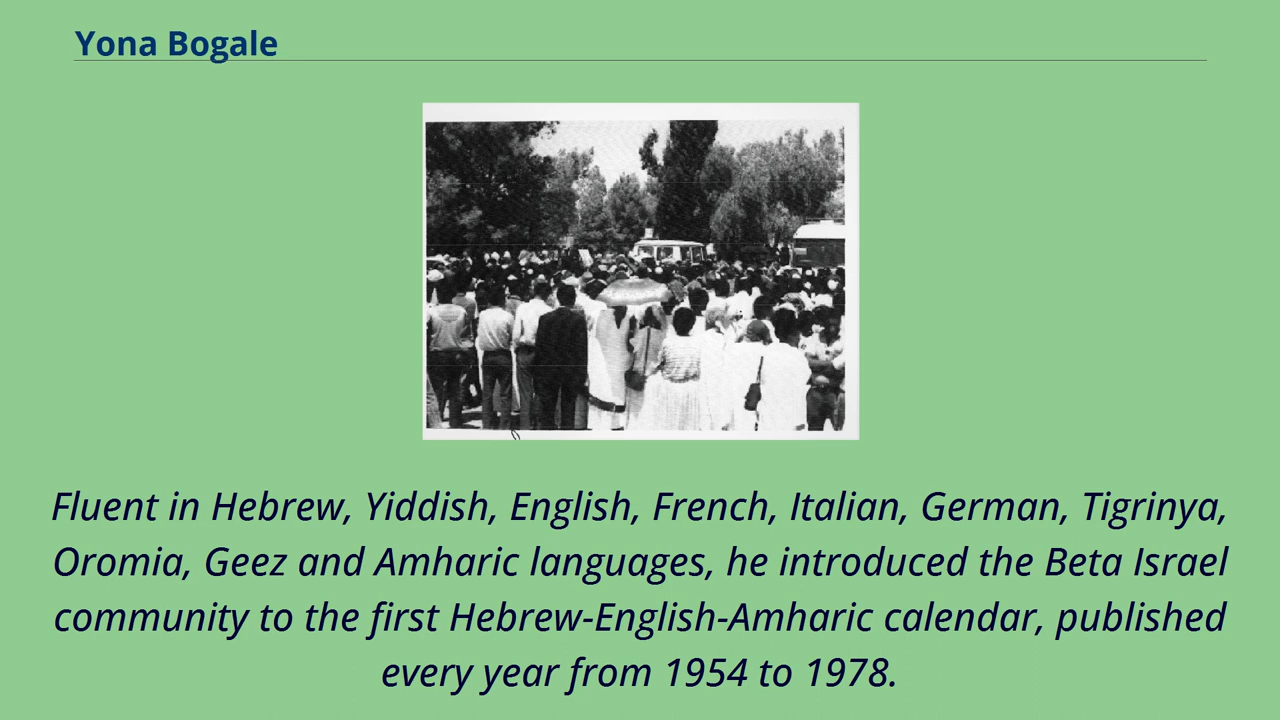 Yona Bogale
Fluent in Hebrew, Yiddish, English, French, Italian, German, Tigrinya,
Oromia, Geez and Amharic languages, he introduced the Beta Israel
community to the first Hebrew-English-Amharic calendar, published
every year from 1954 to 1978.